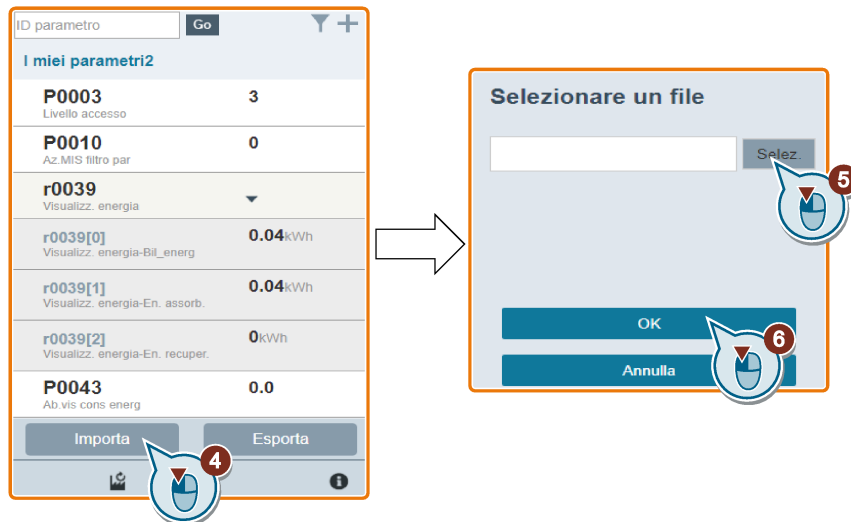 ID parametro Go
I miei parametri2
P0003 3
Livello accesso
P0010 0
Az.MIS filtro par
r0039
Visualizz. energia
r0039[0] 0.04kWh
Visualizz. energia-Bil_energ
r0039[1] 0.04kWh
Visualizz. energia-En. assorb.
r0039[2] 0kWh
Visualizz. energia-En. recuper.
P0043 0.0
Ab.vis cons energ
Importa Esporta
4
Selezionare un file
Selez.
5
OK
6
Annulla